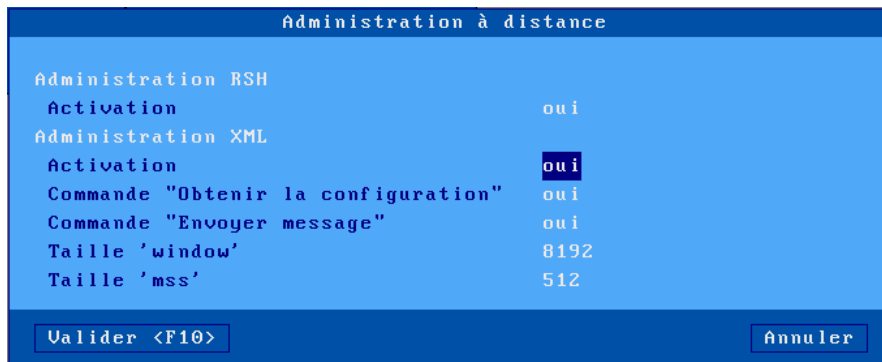 Administration à distance
Administration RSH
Activation oui
Administration XML
Activation oui
Commande "Obtenir la configuration" oui
Commande "Envoyer message" oui
Taille 'window' 8192
Taille 'mss' 512
Valider <F10> Annuler